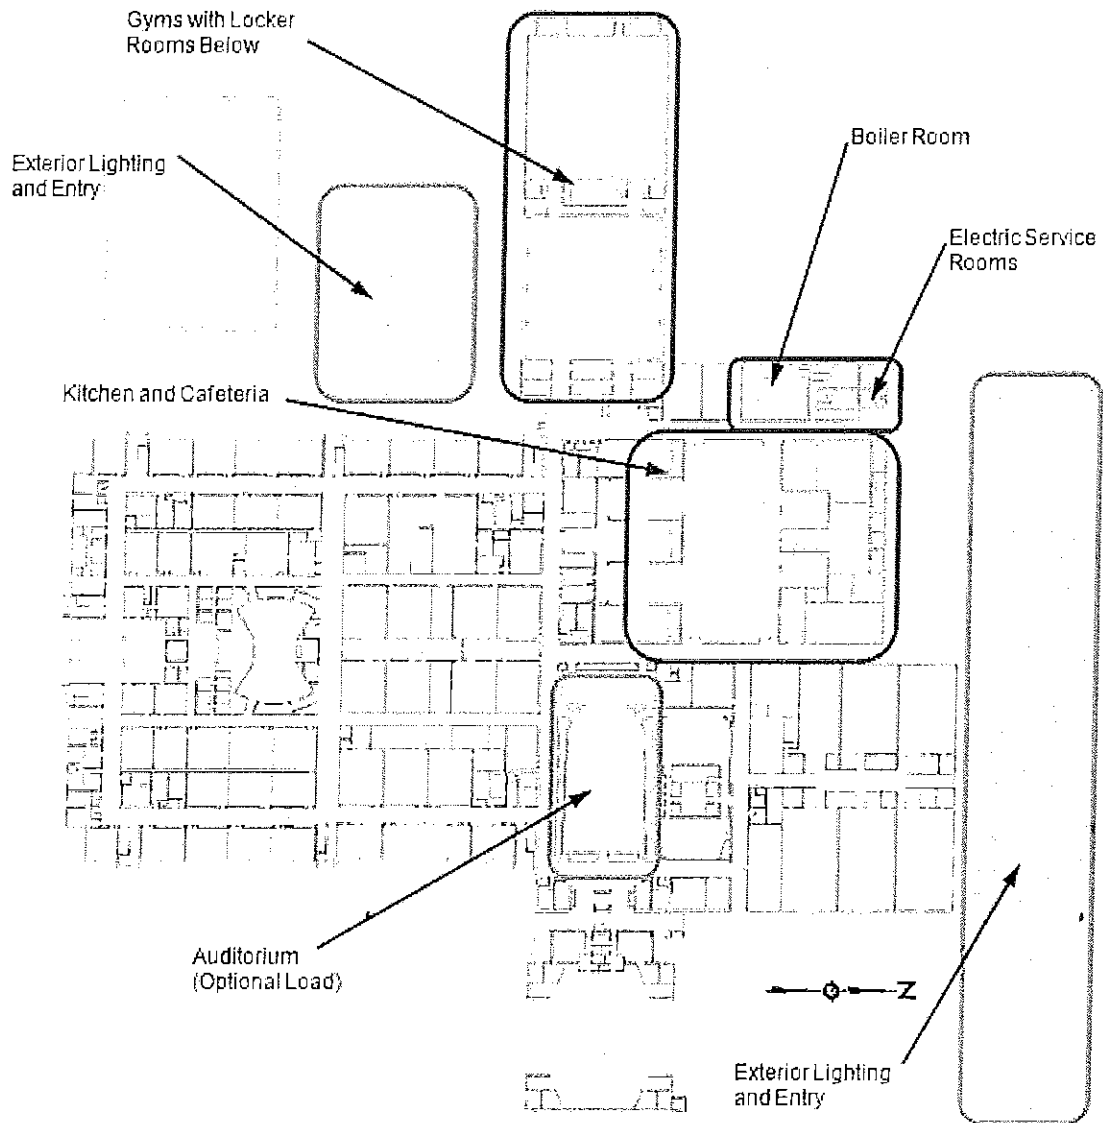 Gyms with Locker
Rooms Below
Boiler Room
Exterior Lighting
and Entry
Electric Service
Rooms
Kitchen and Cafeteria
Auditorium
(Optional Load)
Z
Exterior Lighting
and Entry